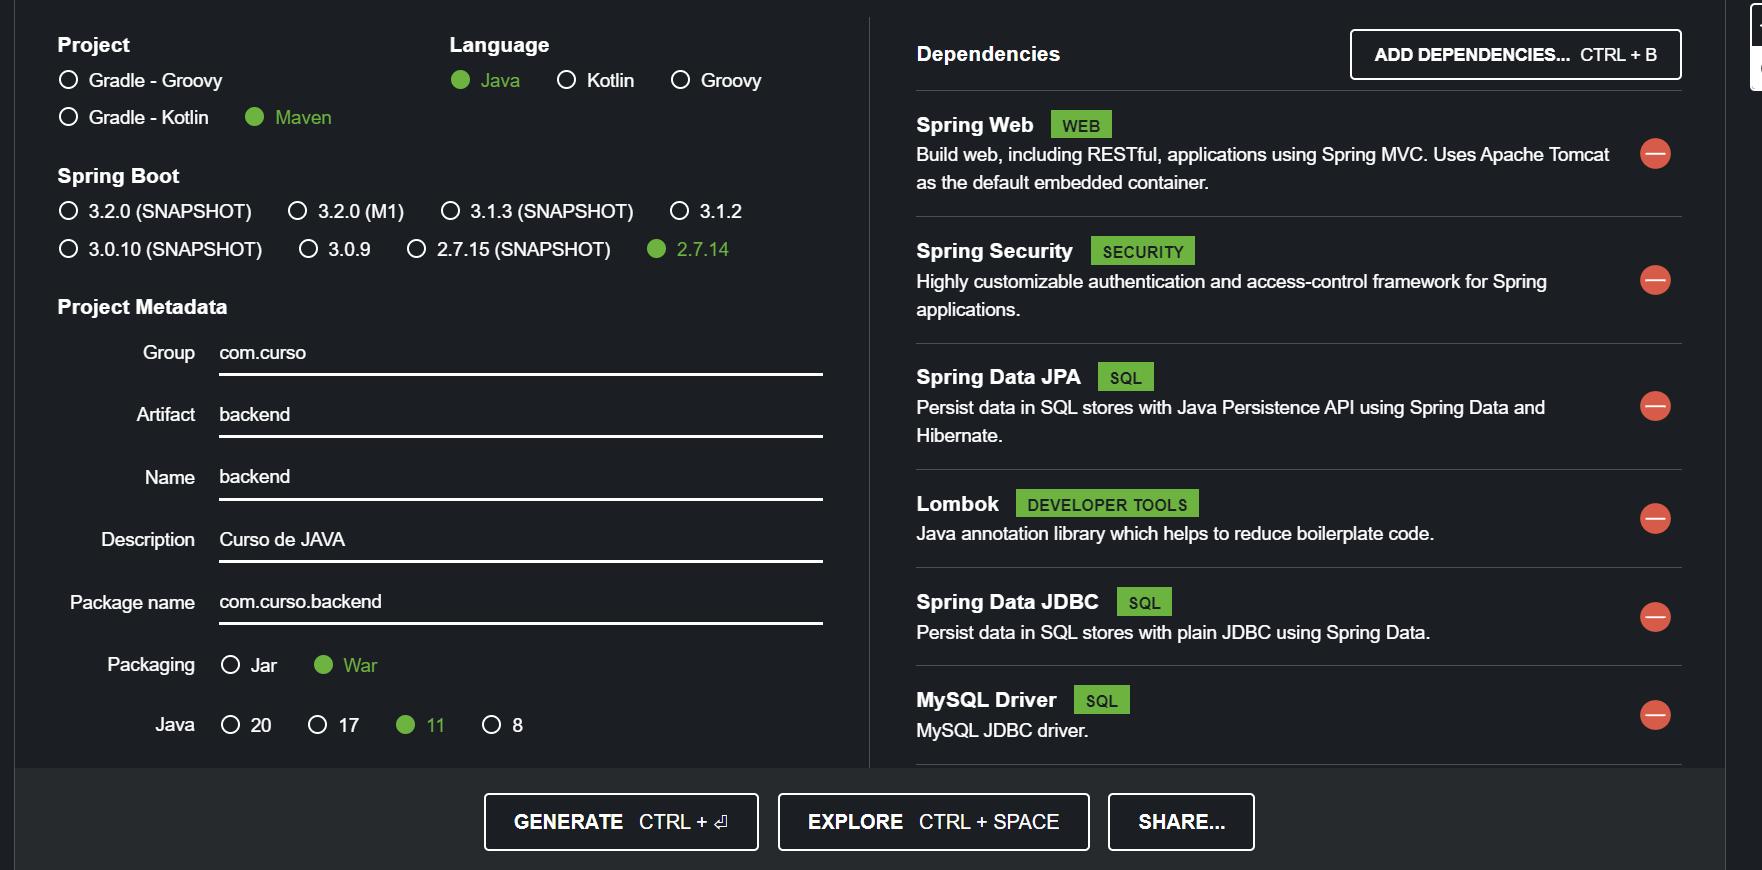 Project
Gradle - Groovy
Gradle - Kotlin Maven
Language
Java Kotlin Groovy
Spring Boot
3.2.0 (SNAPSHOT) 3.2.0 (M1) 3.1.3 (SNAPSHOT) 3.1.2
3.0.10 (SNAPSHOT) 3.0.9 2.7.15 (SNAPSHOT) 2.7.14
Project Metadata
Group com.curso
Artifact backend
Name backend
Description Curso de JAVA
Package name com.curso.backend
Packaging Jar War
Java 20 17 11 8
Dependencies
ADD DEPENDENCIES... CTRL + B
Spring Web WEB
Build web, including RESTful, applications using Spring MVC. Uses Apache Tomcat
as the default embedded container.
Spring Security SECURITY
Highly customizable authentication and access-control framework for Spring
applications.
Spring Data JPA SQL
Persist data in SQL stores with Java Persistence API using Spring Data and
Hibernate.
Lombok DEVELOPER TOOLS
Java annotation library which helps to reduce boilerplate code.
Spring Data JDBC SQL
Persist data in SQL stores with plain JDBC using Spring Data.
MySQL Driver SQL
MySQL JDBC driver.
GENERATE CTRL + ⏎
EXPLORE CTRL + SPACE
SHARE...